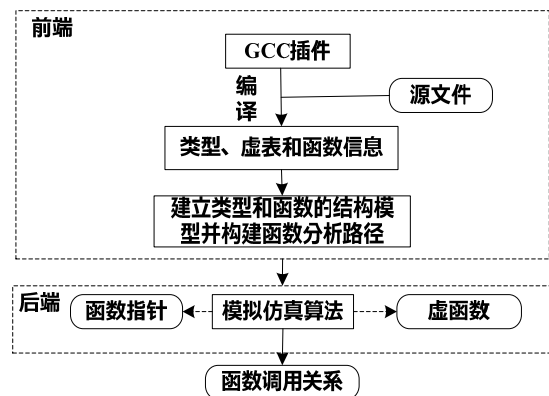 前端
GCC插件
编
译
源文件
类型、虚表和函数信息
建立类型和函数的结构模
型并构建函数分析路径
后端
函数指针
模拟仿真算法
虚函数
函数调用关系